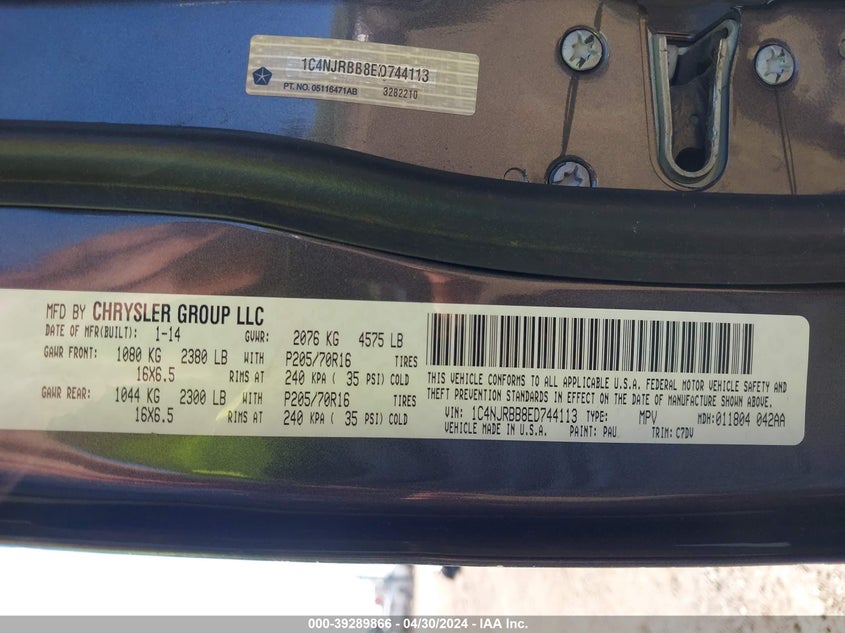 1C4NJRBB8ED744113
PT. NO. 05116471AB 3282210
MFD BY CHRYSLER GROUP LLC
DATE OF MFR(BUILT): 1-14 GVWR: 2076 KG 4575 LB
GAWR FRONT: 1080 KG 2380 LB WITH P205/70R16 TIRES
16X6.5 RIMS AT 240 KPA ( 35 PSI) COLD
GAWR REAR: 1044 KG 2300 LB WITH P205/70R16 TIRES
16X6.5 RIMS AT 240 KPA ( 35 PSI) COLD
THIS VEHICLE CONFORMS TO ALL APPLICABLE U.S.A. FEDERAL MOTOR VEHICLE SAFETY AND
THEFT PREVENTION STANDARDS IN EFFECT ON THE DATE OF MANUFACTURE SHOWN ABOVE.
VIN: 1C4NJRBB8ED744113 TYPE: MPV MDH:011804 042AA
VEHICLE MADE IN U.S.A. PAINT: PAU TRIM: C7DV
000-39289866 - 04/30/2024 - IAA Inc.